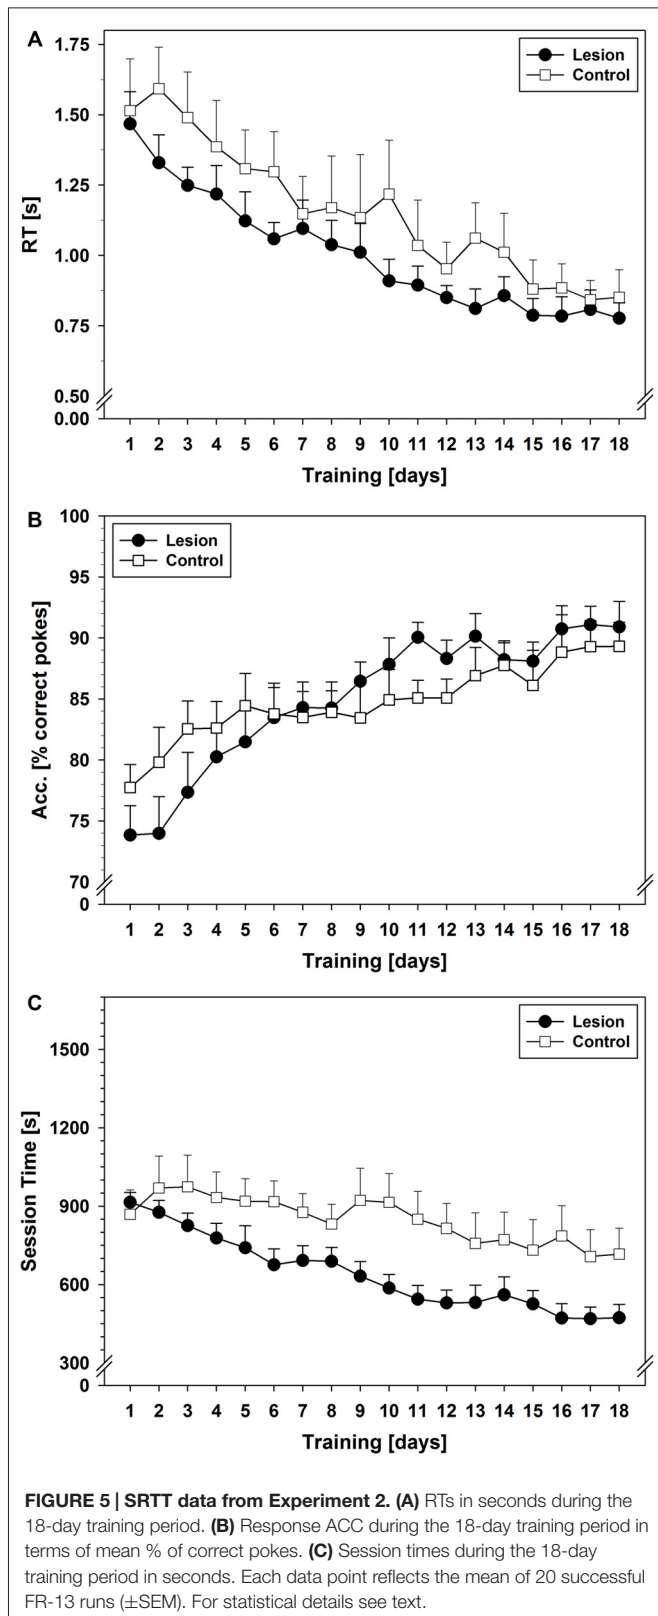 A
1.75
1.50
1.25
1.00
0.75
0.50
0.00
RT [s]
Lesion
Control
1 2 3 4 5 6 7 8 9 10 11 12 13 14 15 16 17 18
Training [days]
B
100
95
90
85
80
75
70
0
Acc. [% correct pokes]
Lesion
Control
1 2 3 4 5 6 7 8 9 10 11 12 13 14 15 16 17 18
Training [days]
C
1500
1200
900
600
300
0
Session Time [s]
Lesion
Control
1 2 3 4 5 6 7 8 9 10 11 12 13 14 15 16 17 18
Training [days]
FIGURE 5 | SRTT data from Experiment 2. (A) RTs in seconds during the
18-day training period. (B) Response ACC during the 18-day training period in
terms of mean % of correct pokes. (C) Session times during the 18-day
training period in seconds. Each data point reflects the mean of 20 successful
FR-13 runs (±SEM). For statistical details see text.